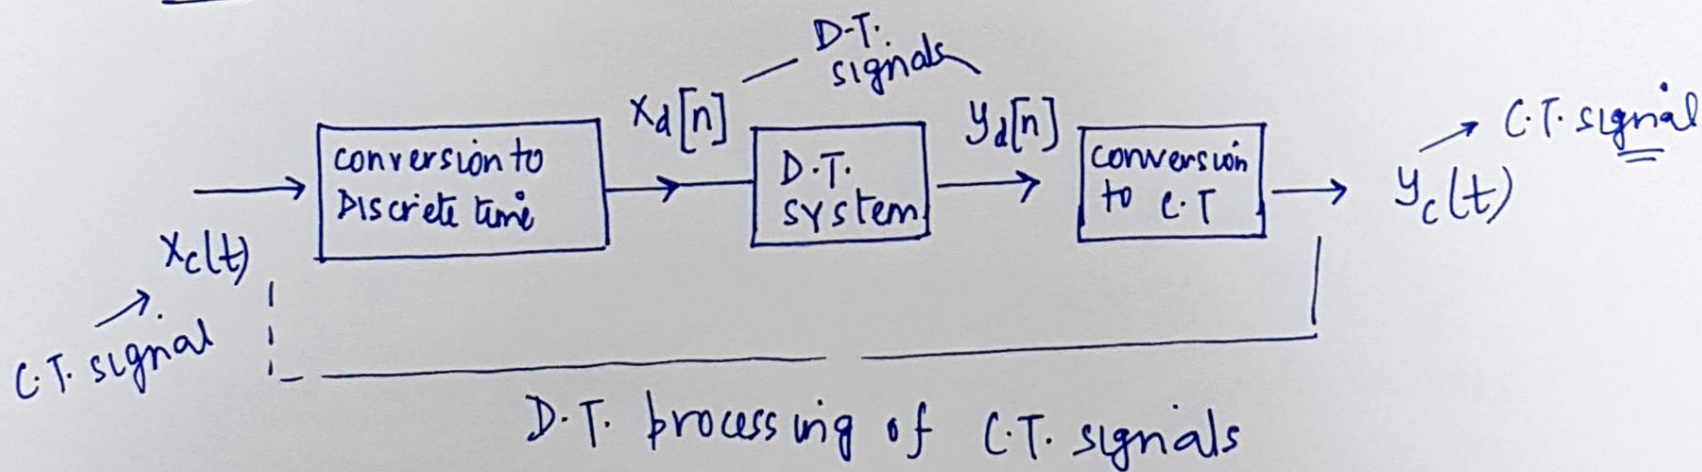 D.T.
signals
xd[n]
yd[n]
C.T. signal
conversion to
Discrete time
D.T.
system
conversion
to C.T
yc(t)
xc(t)
C.T. signal
D.T. processing of C.T. signals